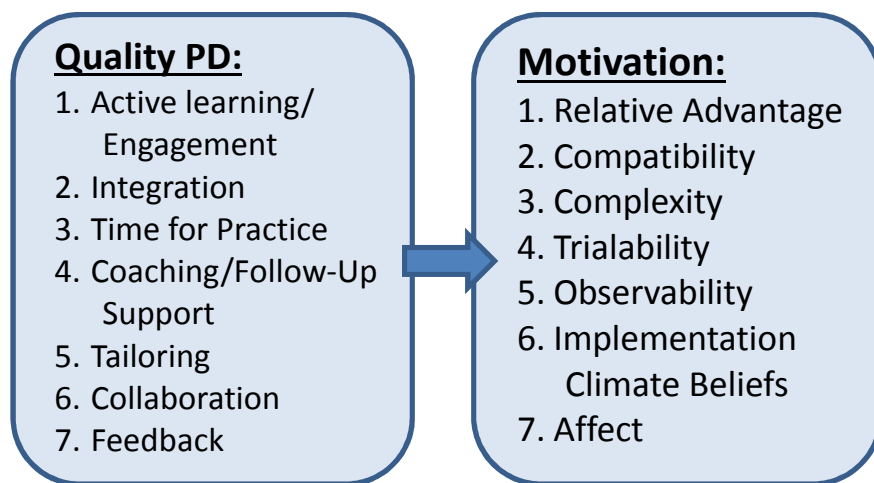 Quality PD:
1. Active learning/
Engagement
2. Integration
3. Time for Practice
4. Coaching/Follow-Up
Support
5. Tailoring
6. Collaboration
7. Feedback
Motivation:
1. Relative Advantage
2. Compatibility
3. Complexity
4. Trialability
5. Observability
6. Implementation
Climate Beliefs
7. Affect